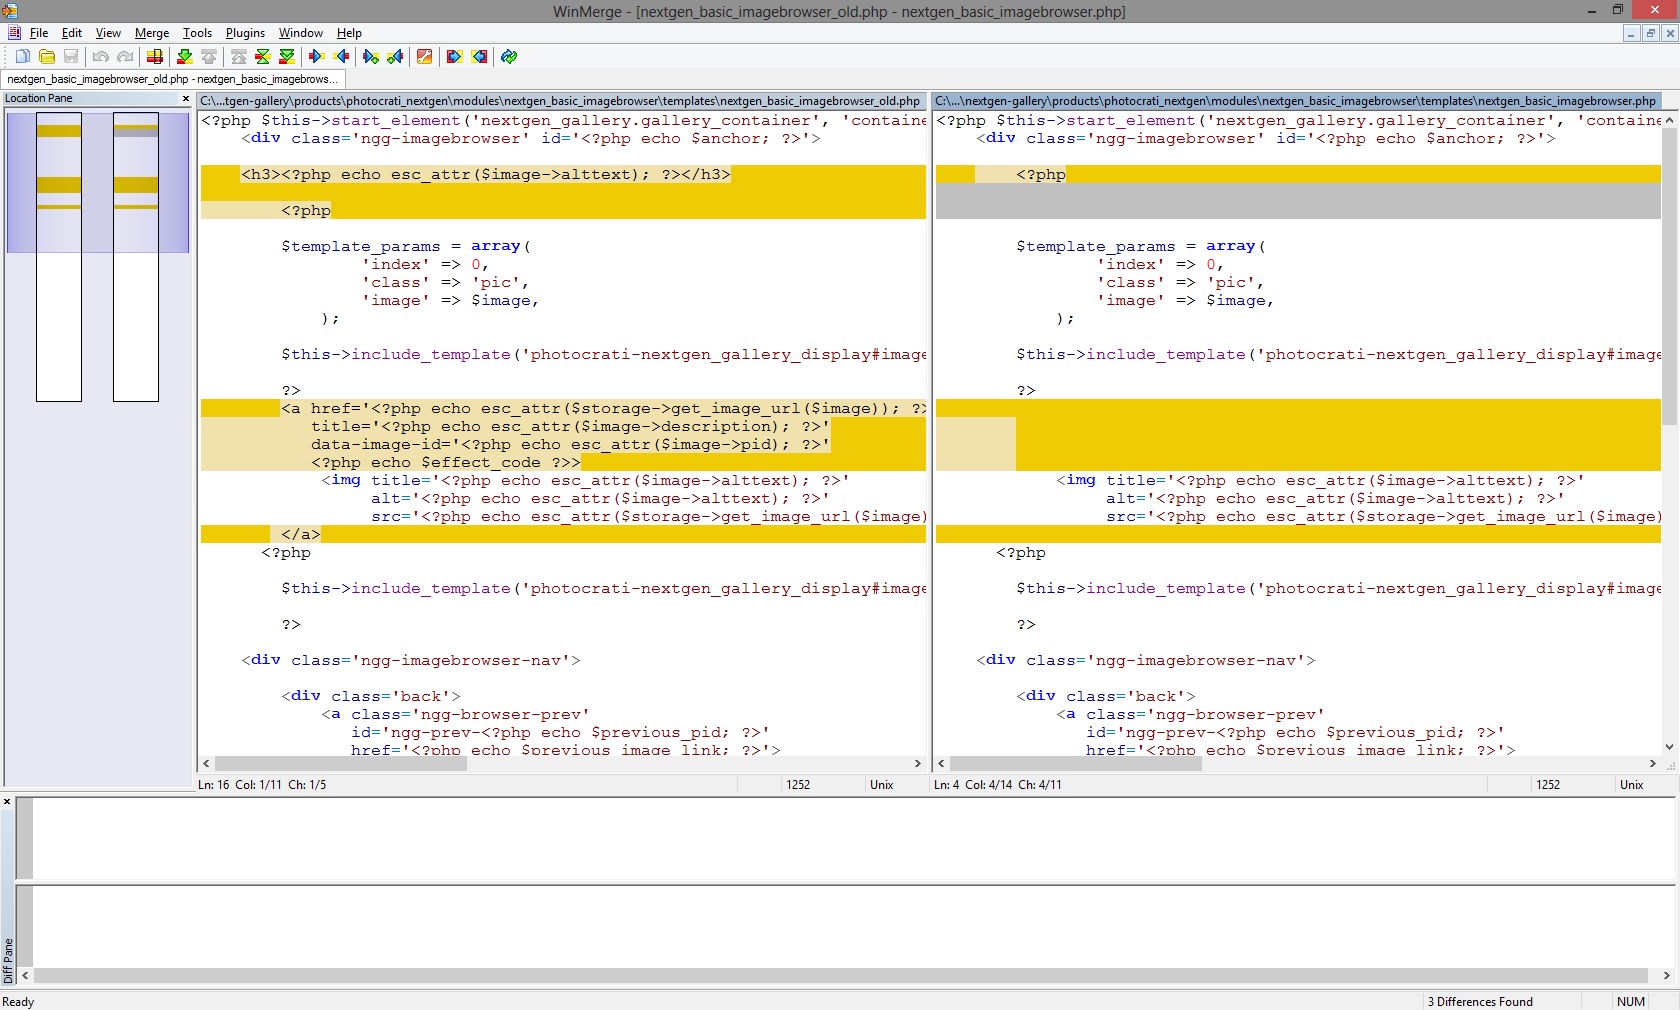 WinMerge - [nextgen_basic_imagebrowser_old.php - nextgen_basic_imagebrowser.php]
File Edit View Merge Tools Plugins Window Help
nextgen_basic_imagebrowser_old.php - nextgen_basic_imagebrows...
Location Pane
C:\...tgen-gallery\products\photocrati_nextgen\modules\nextgen_basic_imagebrowser\templates\nextgen_basic_imagebrowser_old.php
<?php $this->start_element('nextgen_gallery.gallery_container', 'containe
<div class='ngg-imagebrowser' id='<?php echo $anchor; ?>'>
<h3><?php echo esc_attr($image->alttext); ?></h3>
<?php
$template_params = array(
'index' => 0,
'class' => 'pic',
'image' => $image,
);
$this->include_template('photocrati-nextgen_gallery_display#image
?>
<a href='<?php echo esc_attr($storage->get_image_url($image)); ?>
title='<?php echo esc_attr($image->description); ?>'
data-image-id='<?php echo esc_attr($image->pid); ?>'
<?php echo $effect_code ?>>
<img title='<?php echo esc_attr($image->alttext); ?>'
alt='<?php echo esc_attr($image->alttext); ?>'
src='<?php echo esc_attr($storage->get_image_url($image)
</a>
<?php
$this->include_template('photocrati-nextgen_gallery_display#image
?>
<div class='ngg-imagebrowser-nav'>
<div class='back'>
<a class='ngg-browser-prev'
id='ngg-prev-<?php echo $previous_pid; ?>'
href='<?php echo $previous_image_link; ?>'>
Ln: 16 Col: 1/11 Ch: 1/5 1252 Unix
C:\...\nextgen-gallery\products\photocrati_nextgen\modules\nextgen_basic_imagebrowser\templates\nextgen_basic_imagebrowser.php
<?php $this->start_element('nextgen_gallery.gallery_container', 'containe
<div class='ngg-imagebrowser' id='<?php echo $anchor; ?>'>
<?php
$template_params = array(
'index' => 0,
'class' => 'pic',
'image' => $image,
);
$this->include_template('photocrati-nextgen_gallery_display#image
?>
<img title='<?php echo esc_attr($image->alttext); ?>'
alt='<?php echo esc_attr($image->alttext); ?>'
src='<?php echo esc_attr($storage->get_image_url($image)
<?php
$this->include_template('photocrati-nextgen_gallery_display#image
?>
<div class='ngg-imagebrowser-nav'>
<div class='back'>
<a class='ngg-browser-prev'
id='ngg-prev-<?php echo $previous_pid; ?>'
href='<?php echo $previous_image_link; ?>'>
Ln: 4 Col: 4/14 Ch: 4/11 1252 Unix
Diff Pane
Ready 3 Differences Found NUM